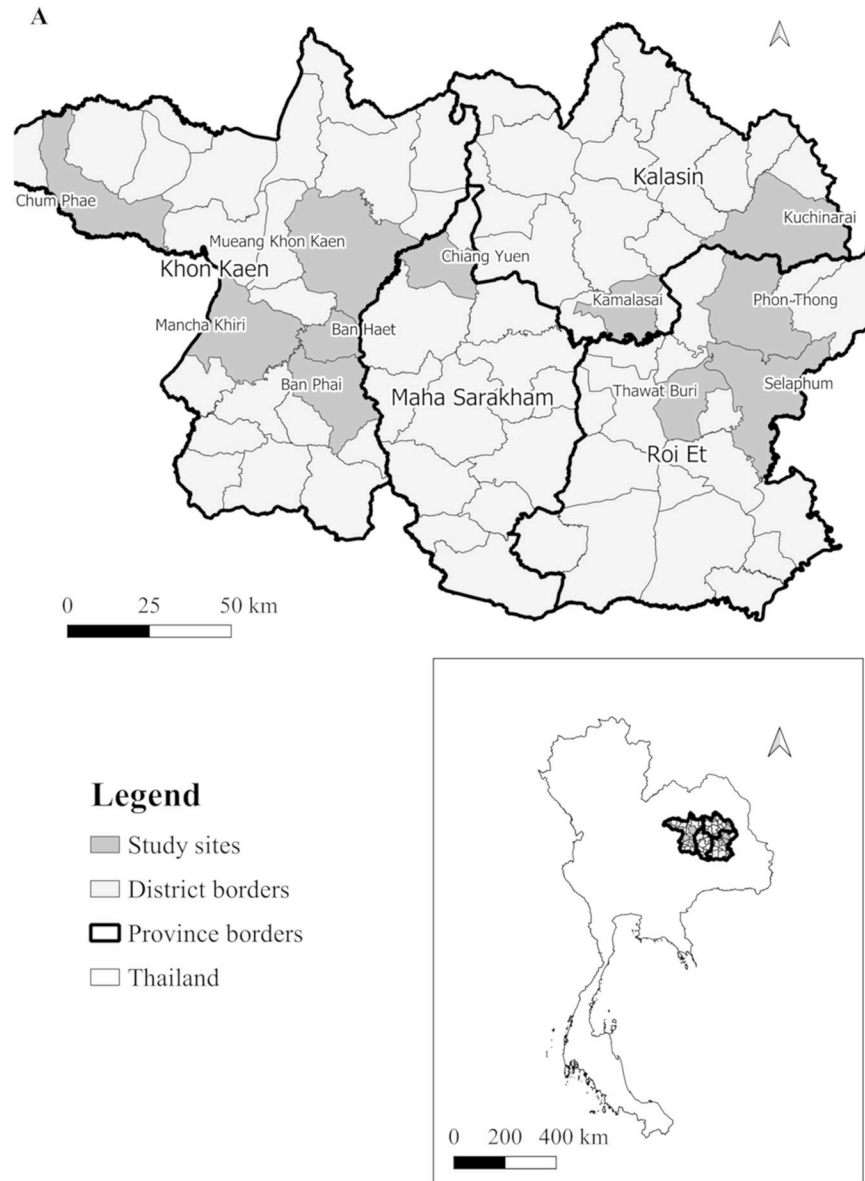 A
Kalasin
Chum Phae
Kuchinarai
Mueang Khon Kaen
Chiang Yuen
Khon Kaen
Kamalasai
Phon-Thong
Mancha Khiri
Ban Haet
Ban Phai
Maha Sarakham
Thawat Buri
Selaphum
Roi Et
0 25 50 km
Legend
Study sites
District borders
Province borders
Thailand
0 200 400 km